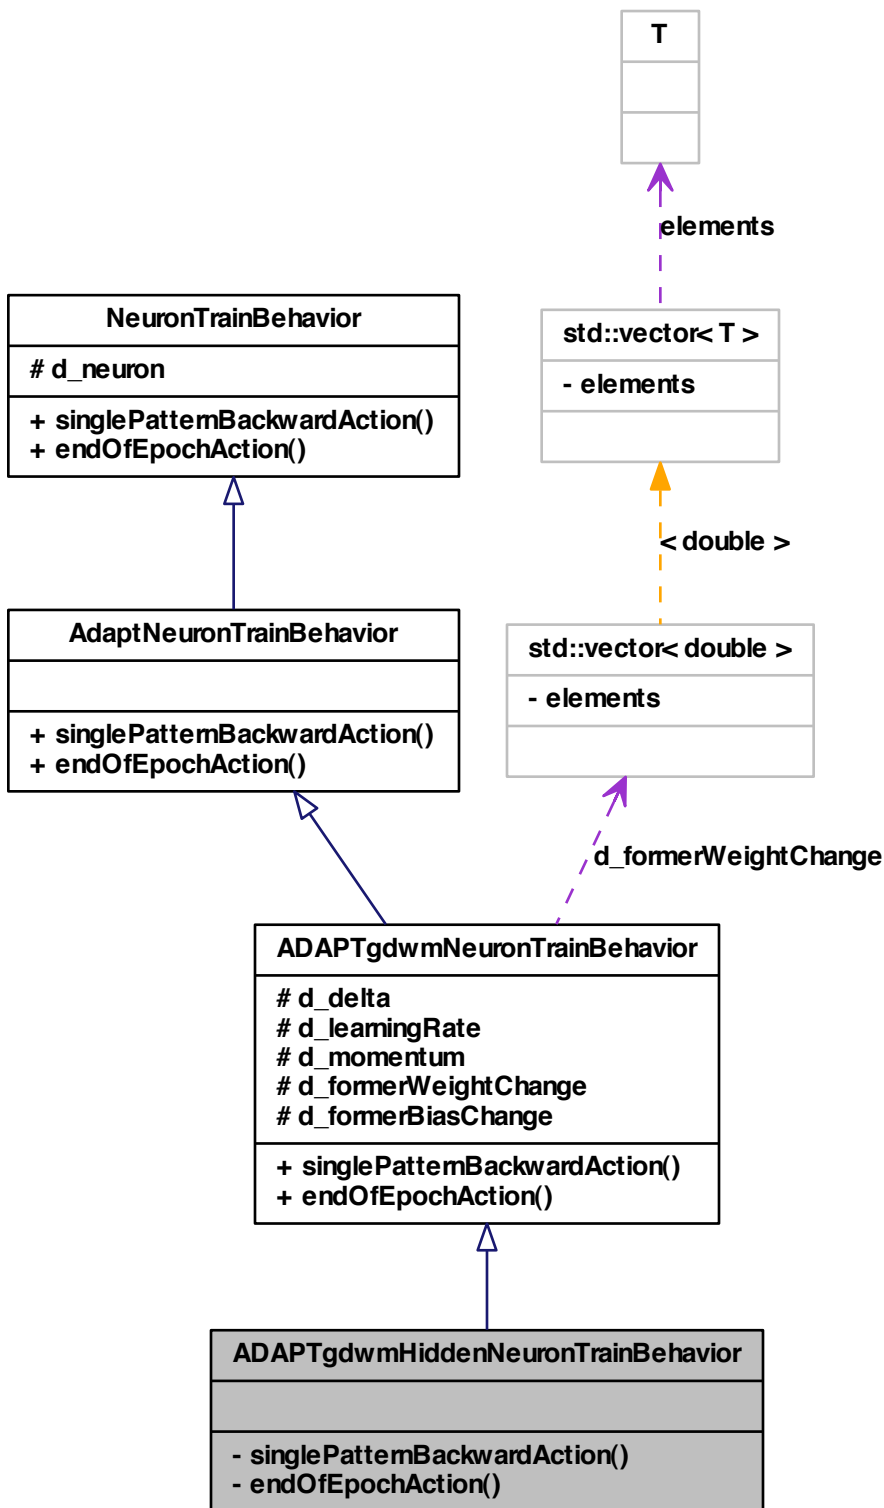 T
elements
NeuronTrainBehavior
# d_neuron
+ singlePatternBackwardAction()
+ endOfEpochAction()
std::vector< T >
- elements
< double >
AdaptNeuronTrainBehavior
+ singlePatternBackwardAction()
+ endOfEpochAction()
std::vector< double >
- elements
d_formerWeightChange
ADAPTgdwmNeuronTrainBehavior
# d_delta
# d_learningRate
# d_momentum
# d_formerWeightChange
# d_formerBiasChange
+ singlePatternBackwardAction()
+ endOfEpochAction()
ADAPTgdwmHiddenNeuronTrainBehavior
- singlePatternBackwardAction()
- endOfEpochAction()